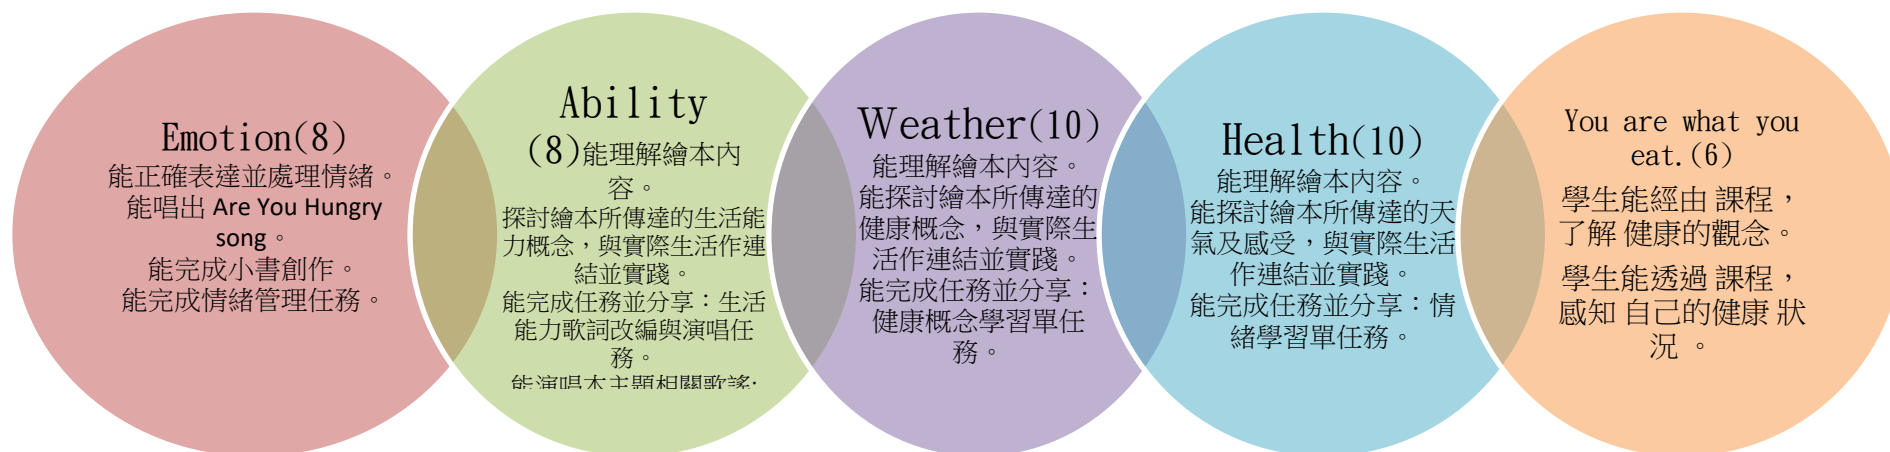 Emotion(8)
能正確表達並處理情緒。
能唱出 Are You Hungry
song。
能完成小書創作。
能完成情緒管理任務。
Ability
(8)能理解繪本內
容。
探討繪本所傳達的生活能
力概念，與實際生活作連
結並實踐。
能完成任務並分享：生活
能力歌詞改編與演唱任
務。
能演唱本主題相關歌謠:
Weather(10)
能理解繪本內容。
能探討繪本所傳達的
健康概念，與實際生
活作連結並實踐。
能完成任務並分享：
健康概念學習單任
務。
Health(10)
能理解繪本內容。
能探討繪本所傳達的天
氣及感受，與實際生活
作連結並實踐。
能完成任務並分享：情
緒學習單任務。
You are what you
eat.(6)
學生能經由 課程，
了解 健康的觀念。
學生能透過 課程，
感知 自己的健康 狀
況 。